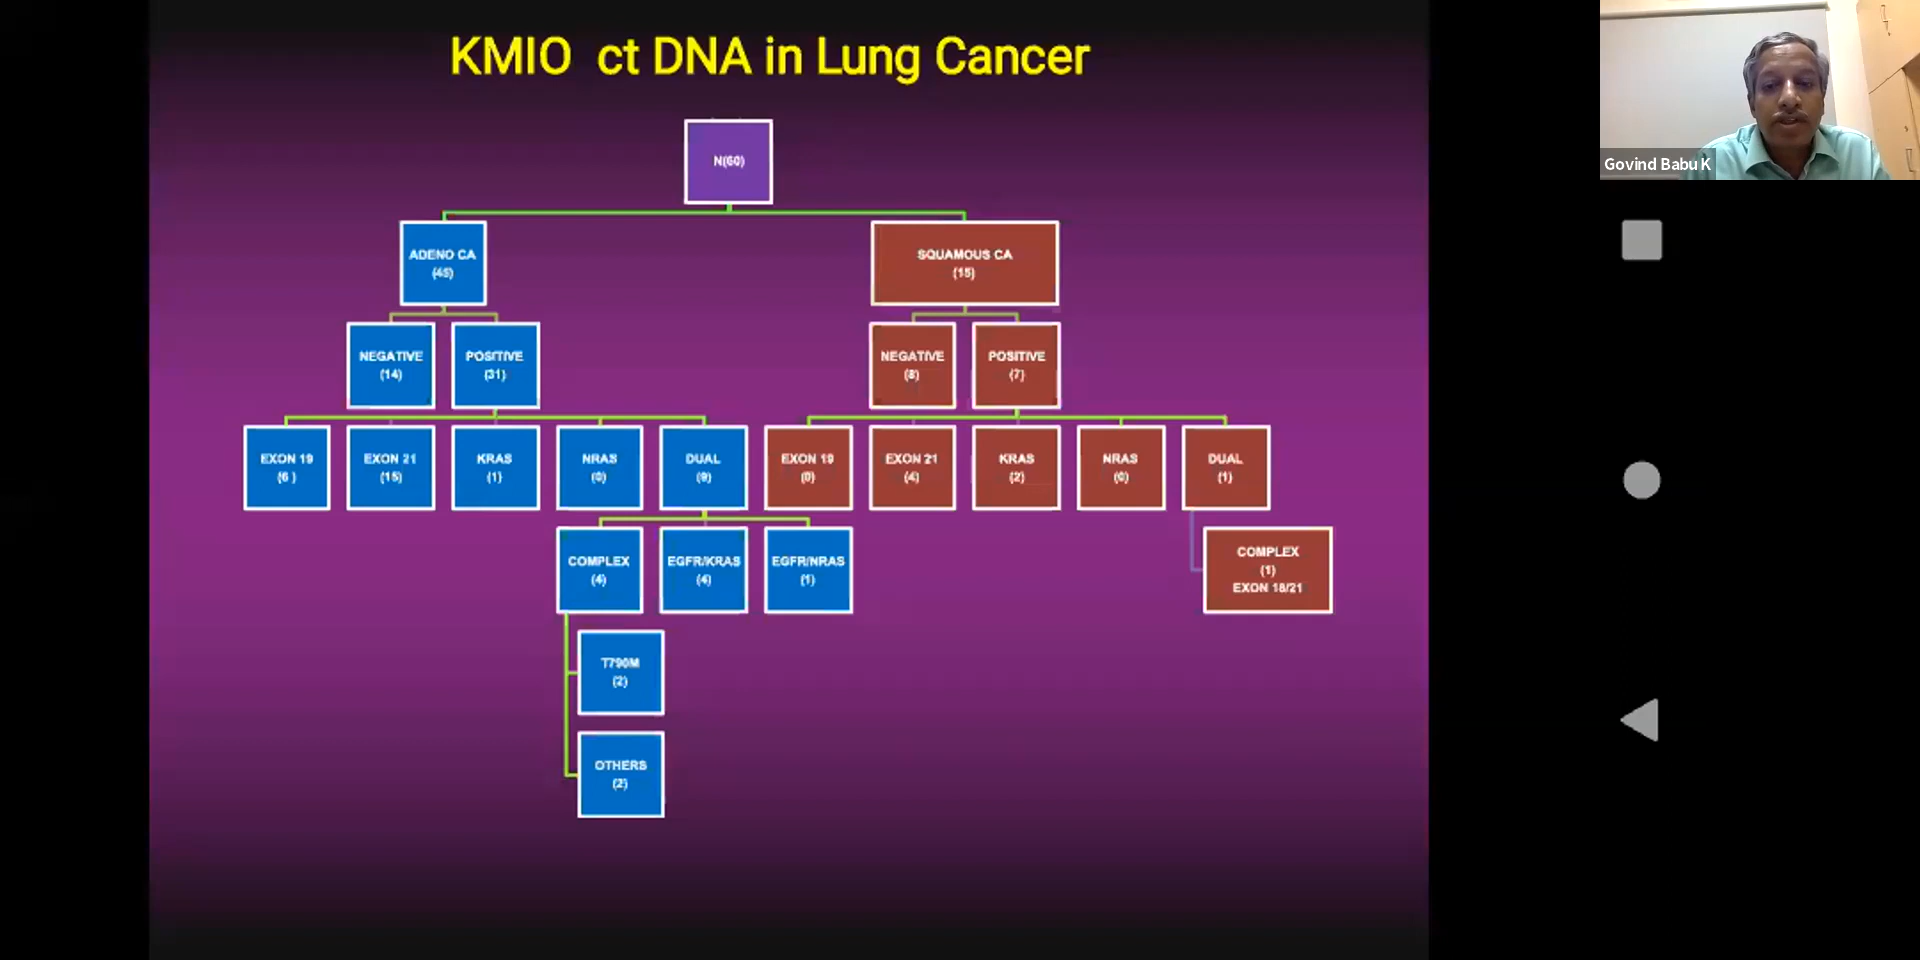 KMIO ct DNA in Lung Cancer
Govind Babu K
N(60)
ADENO CA
(45)
SQUAMOUS CA
(15)
NEGATIVE
(14)
POSITIVE
(31)
NEGATIVE
(8)
POSITIVE
(7)
EXON 19
(6 )
EXON 21
(15)
KRAS
(1)
NRAS
(0)
DUAL
(9)
EXON 19
(0)
EXON 21
(4)
KRAS
(2)
NRAS
(0)
DUAL
(1)
COMPLEX
(4)
EGFR/KRAS
(4)
EGFR/NRAS
(1)
COMPLEX
(1)
EXON 18/21
T790M
(2)
OTHERS
(2)